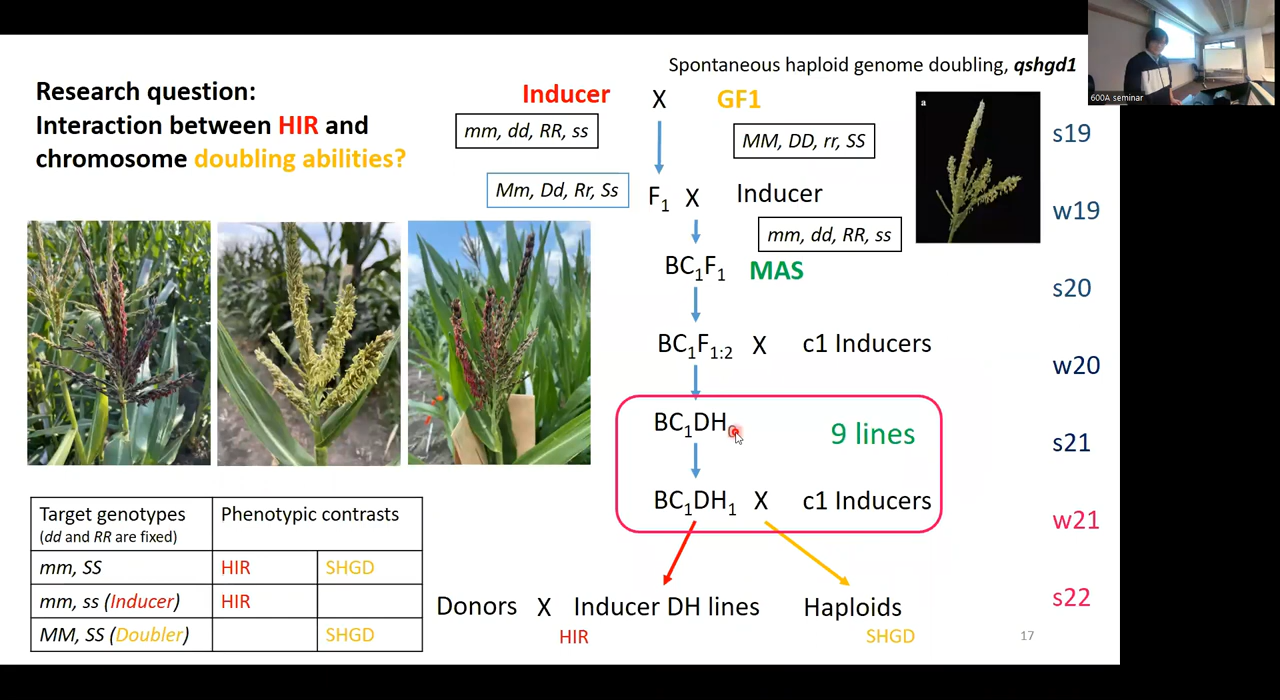 Spontaneous haploid genome doubling, qshgd1
Research question:
Interaction between HIR and
chromosome doubling abilities?
Inducer X GF1
mm, dd, RR, ss
MM, DD, rr, SS
a
600A seminar
s19
Mm, Dd, Rr, Ss
F1 X Inducer
w19
mm, dd, RR, ss
BC1F1 MAS
s20
BC1F1:2 X c1 Inducers
w20
BC1DH0
9 lines
s21
BC1DH1 X c1 Inducers
w21
Target genotypes
(dd and RR are fixed)
Phenotypic contrasts
mm, SS HIR SHGD
mm, ss (Inducer) HIR
MM, SS (Doubler) SHGD
Donors X Inducer DH lines Haploids
s22
HIR SHGD
17